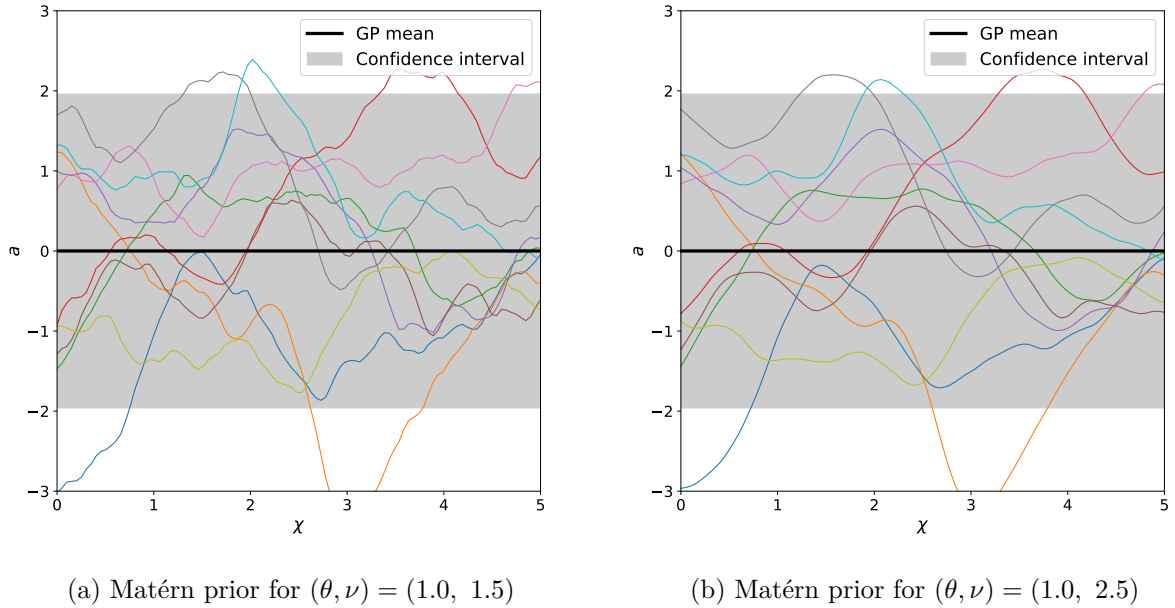 3
2
1
0
−1
−2
−3
a
0
1
2
3
4
5
χ
GP mean
Confidence interval
(a) Matérn prior for (θ, ν) = (1.0, 1.5)
3
2
1
0
−1
−2
−3
a
0
1
2
3
4
5
χ
GP mean
Confidence interval
(b) Matérn prior for (θ, ν) = (1.0, 2.5)